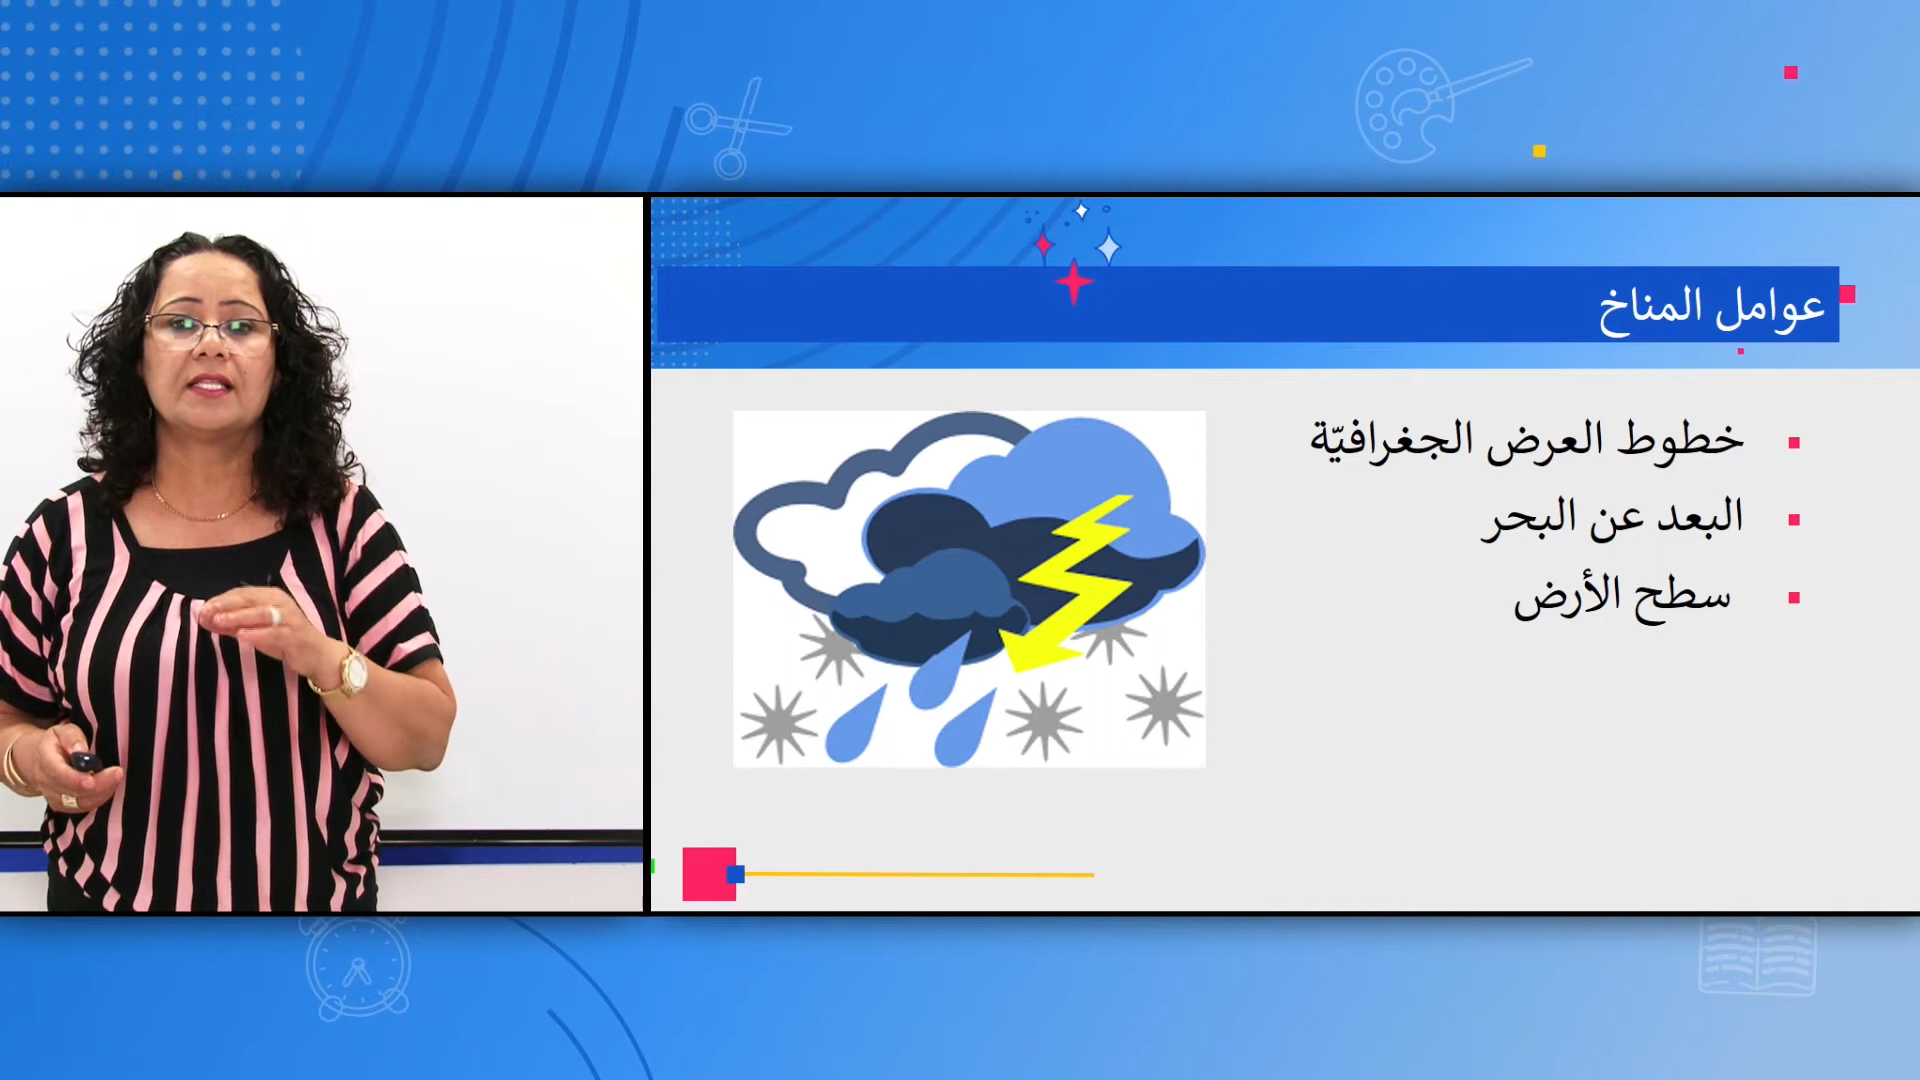 عوامل المناخ
خطوط العرض الجغرافيّة
البعد عن البحر
سطح الأرض